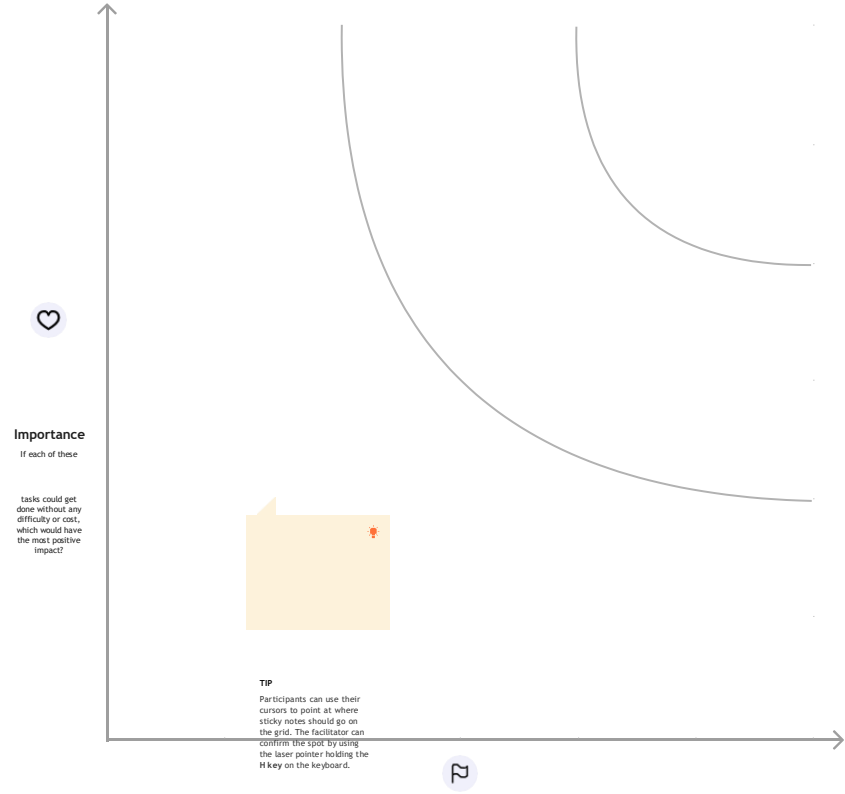 Importance
If each of these
tasks could get
done without any
difficulty or cost,
which would have
the most positive
impact?
TIP
Participants can use their
cursors to point at where
sticky notes should go on
the grid. The facilitator can
confirm the spot by using
the laser pointer holding the
H key on the keyboard.